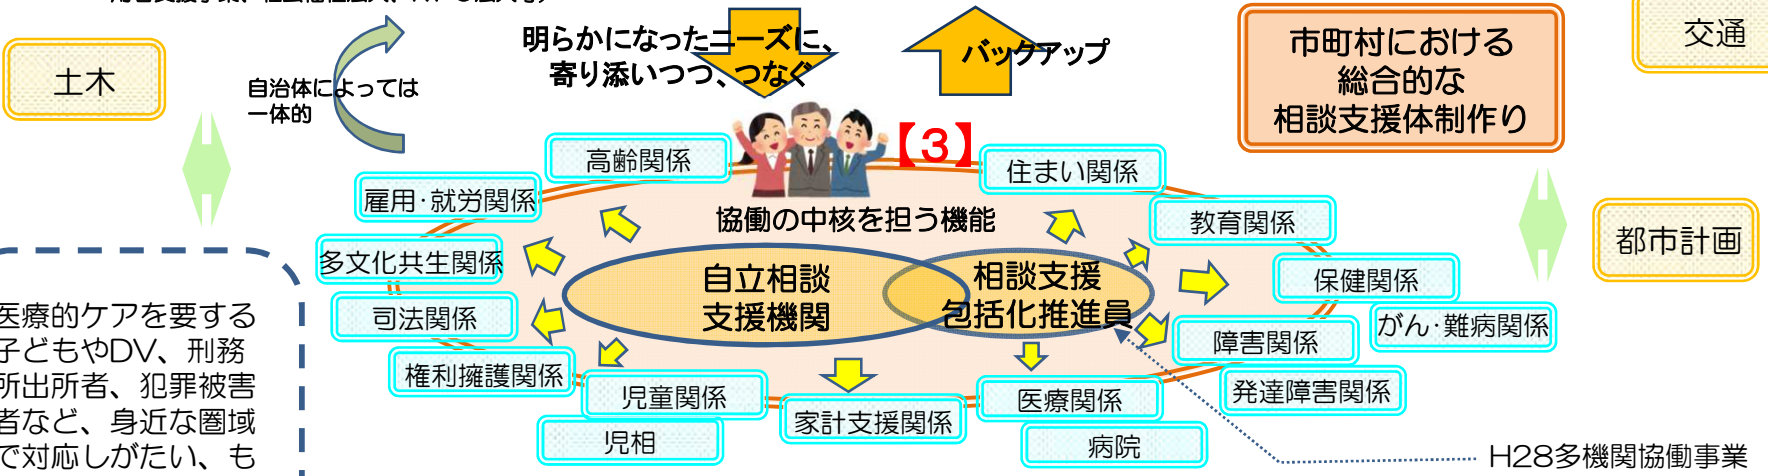 土木
自治体によっては
一体的
明らかになったニーズに、
寄り添いつつ、つなぐ
バックアップ
市町村における
総合的な
相談支援体制作り
交通
【3】
高齢関係
住まい関係
雇用・就労関係
教育関係
協働の中核を担う機能
多文化共生関係
都市計画
自立相談
支援機関
相談支援
包括化推進員
保健関係
司法関係
がん・難病関係
障害関係
権利擁護関係
発達障害関係
児童関係
医療関係
家計支援関係
児相
病院
医療的ケアを要する
子どもやDV、刑務
所出所者、犯罪被害
者など、身近な圏域
で対応しがたい、も
H28多機関協働事業